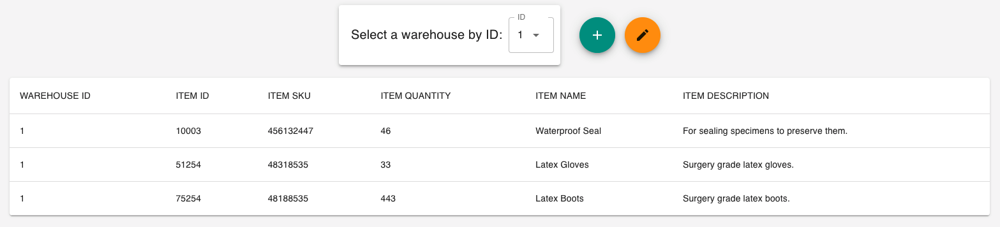 ID
Select a warehouse by ID: 1
WAREHOUSE ID ITEM ID ITEM SKU ITEM QUANTITY ITEM NAME ITEM DESCRIPTION
1 10003 456132447 46 Waterproof Seal For sealing specimens to preserve them.
1 51254 48318535 33 Latex Gloves Surgery grade latex gloves.
1 75254 48188535 443 Latex Boots Surgery grade latex boots.